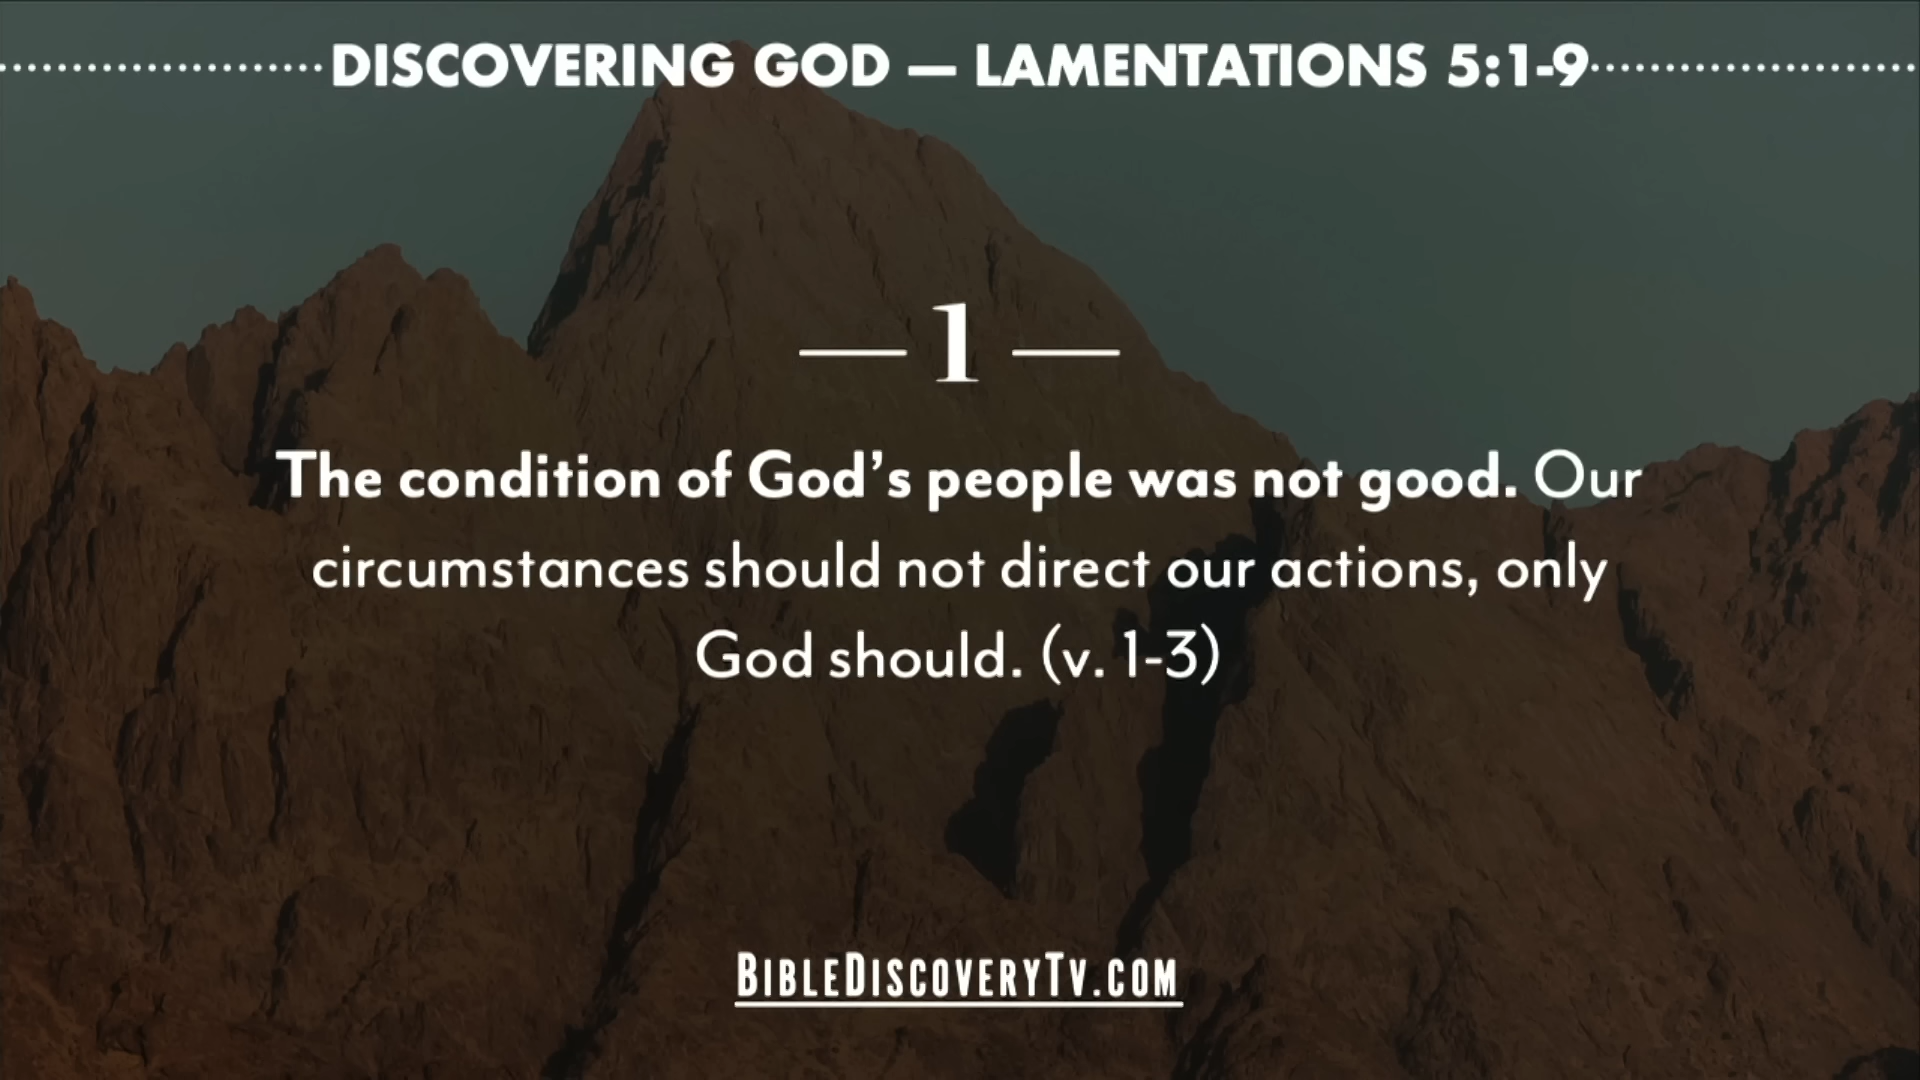 DISCOVERING GOD — LAMENTATIONS 5:1-9
— 1 —
The condition of God’s people was not good. Our
circumstances should not direct our actions, only
God should. (v. 1-3)
BIBLEDISCOVERYTV.COM